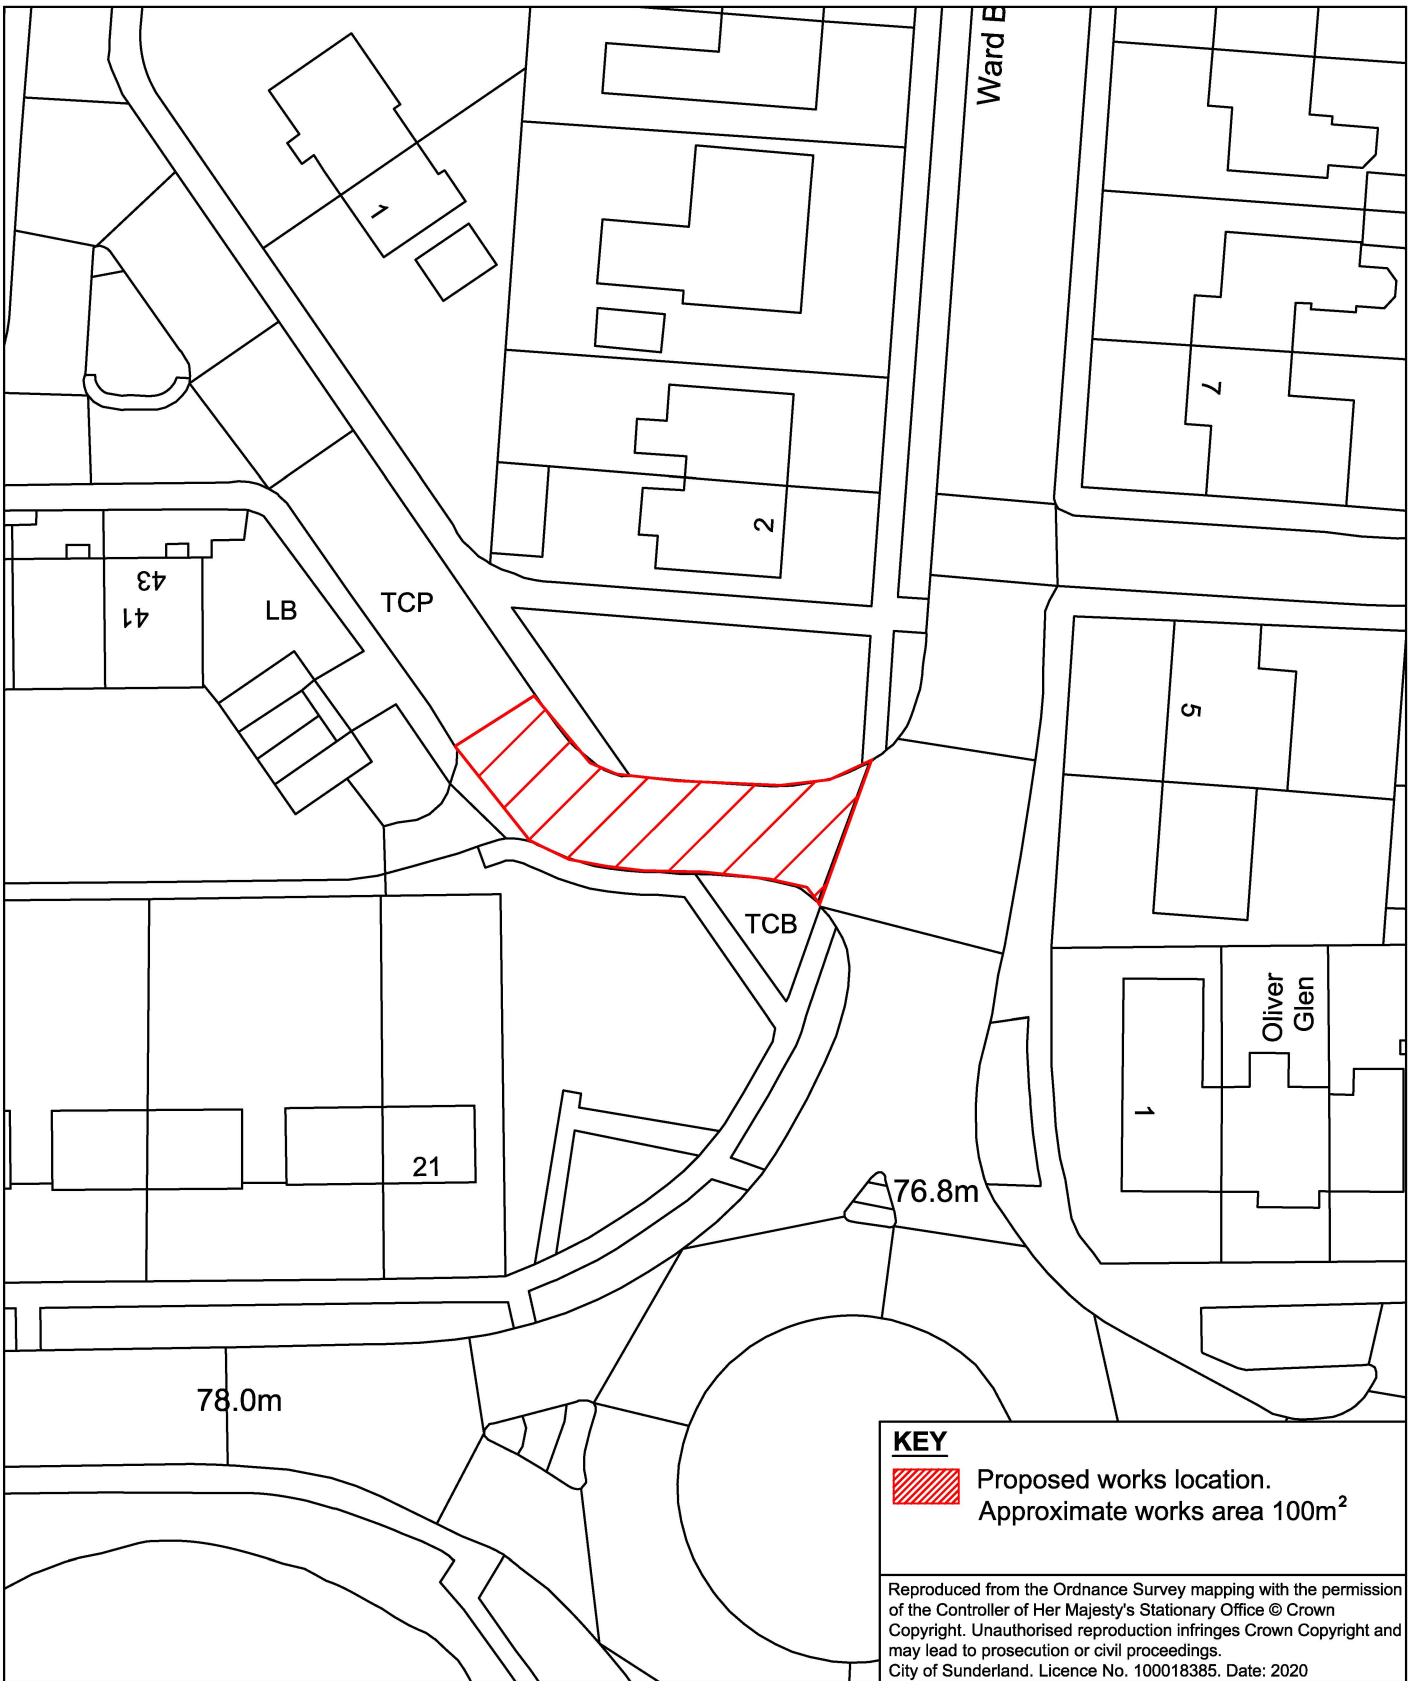 Ward B
1
7
2
43
41
LB
TCP
5
TCB
Oliver
Glen
1
21
76.8m
78.0m
KEY
Proposed works location.
Approximate works area 100m²
Reproduced from the Ordnance Survey mapping with the permission
of the Controller of Her Majesty's Stationary Office © Crown
Copyright. Unauthorised reproduction infringes Crown Copyright and
may lead to prosecution or civil proceedings.
City of Sunderland. Licence No. 100018385. Date: 2020